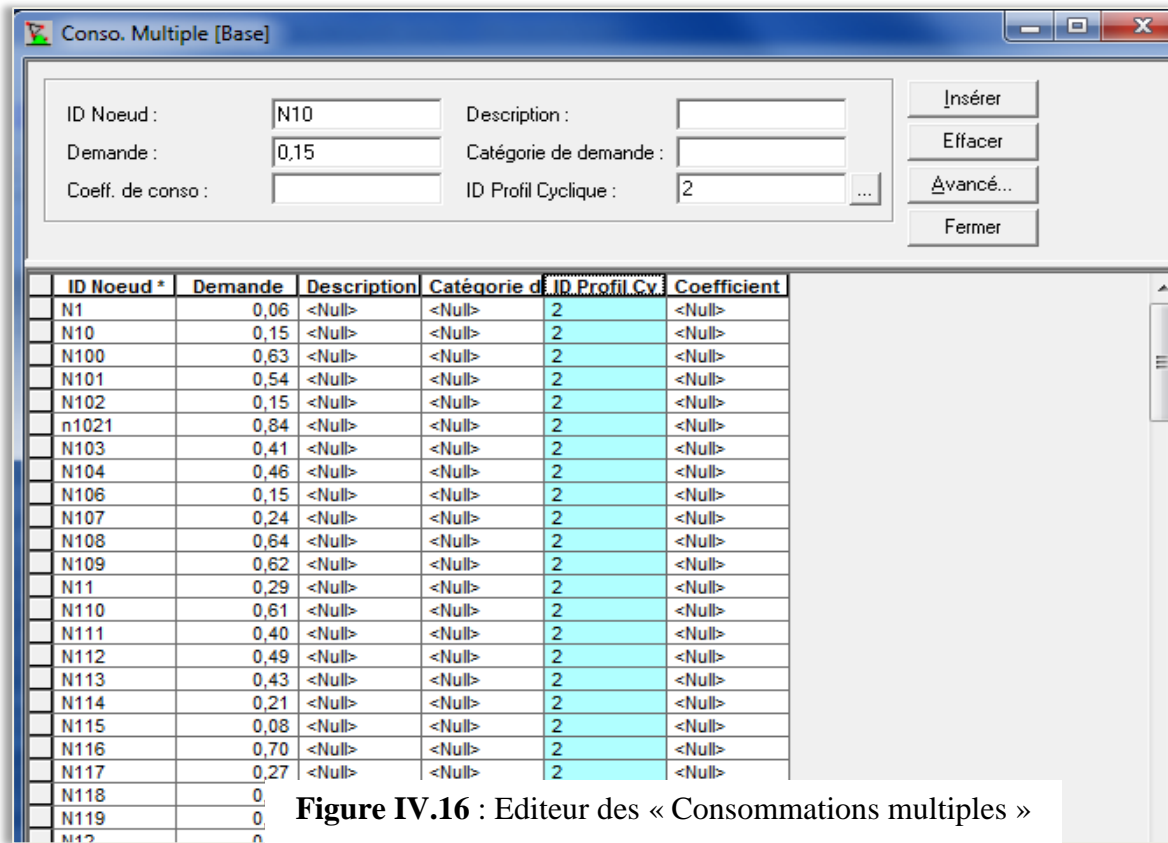 Conso. Multiple [Base]
ID Noeud : N10 Description : Insérer
Demande : 0,15 Catégorie de demande : Effacer
Coeff. de conso : ID Profil Cyclique : 2 ... Avancé...
Fermer
ID Noeud * Demande Description Catégorie d ID Profil Cy Coefficient
N1 0,06 <Null> <Null> 2 <Null>
N10 0,15 <Null> <Null> 2 <Null>
N100 0,63 <Null> <Null> 2 <Null>
N101 0,54 <Null> <Null> 2 <Null>
N102 0,15 <Null> <Null> 2 <Null>
n1021 0,84 <Null> <Null> 2 <Null>
N103 0,41 <Null> <Null> 2 <Null>
N104 0,46 <Null> <Null> 2 <Null>
N106 0,15 <Null> <Null> 2 <Null>
N107 0,24 <Null> <Null> 2 <Null>
N108 0,64 <Null> <Null> 2 <Null>
N109 0,62 <Null> <Null> 2 <Null>
N11 0,29 <Null> <Null> 2 <Null>
N110 0,61 <Null> <Null> 2 <Null>
N111 0,40 <Null> <Null> 2 <Null>
N112 0,49 <Null> <Null> 2 <Null>
N113 0,43 <Null> <Null> 2 <Null>
N114 0,21 <Null> <Null> 2 <Null>
N115 0,08 <Null> <Null> 2 <Null>
N116 0,70 <Null> <Null> 2 <Null>
N117 0,27 <Null> <Null> 2 <Null>
N118
N119
N12
Figure IV.16 : Editeur des « Consommations multiples »